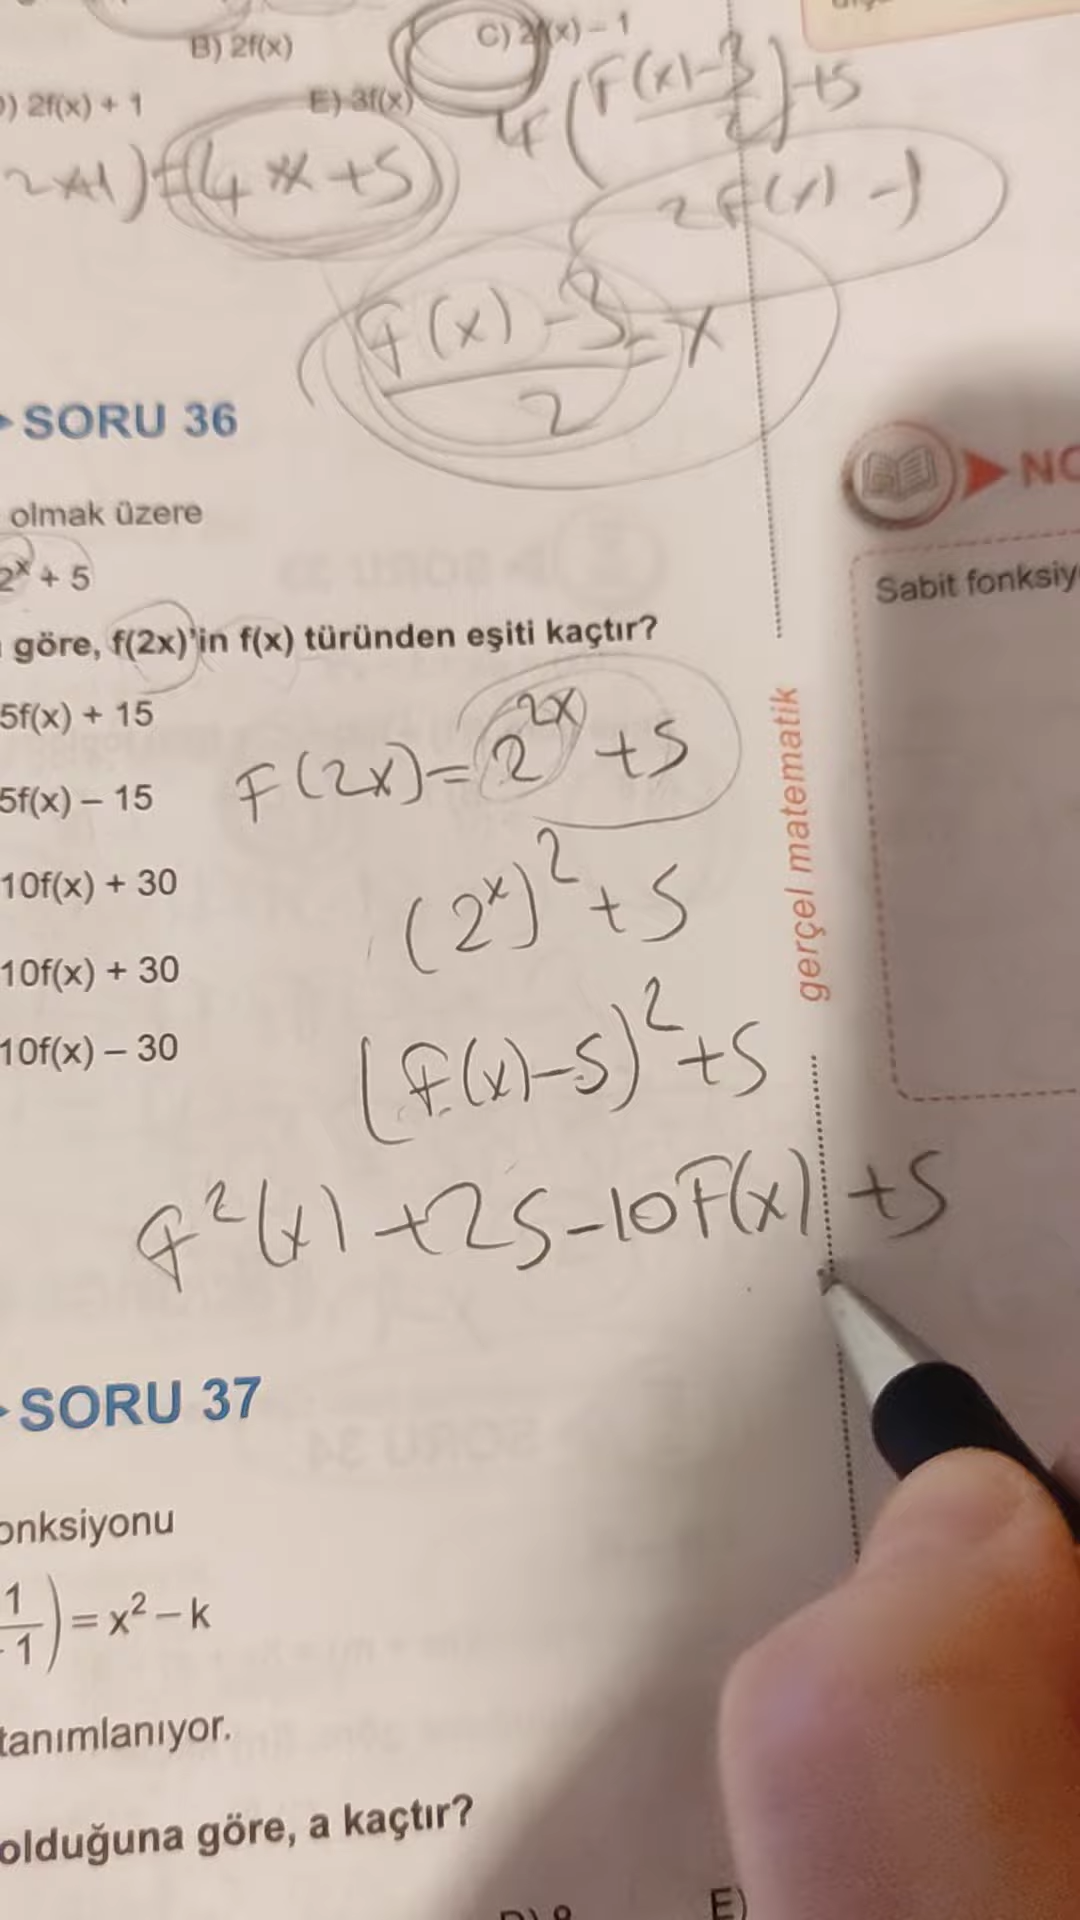 B) 2f(x)
C) 2f(x) – 1
) 2f(x) + 1
E) 3f(x)
4(F(x)-3/2)+5
2x+1)=(4x+5)
2F(x)-1
F(x)-3/2=x
SORU 36
olmak üzere
2ˣ + 5
göre, f(2x)'in f(x) türünden eşiti kaçtır?
5f(x) + 15
5f(x) – 15
10f(x) + 30
10f(x) + 30
10f(x) – 30
F(2x)=2²ˣ+5
(2ˣ)²+5
(F(x)-5)²+5
F²(x)+25-10F(x)+5
SORU 37
onksiyonu
1/-1) = x² – k
tanımlanıyor.
olduğuna göre, a kaçtır?
E)
Sabit fonksiy
gerçel matematik